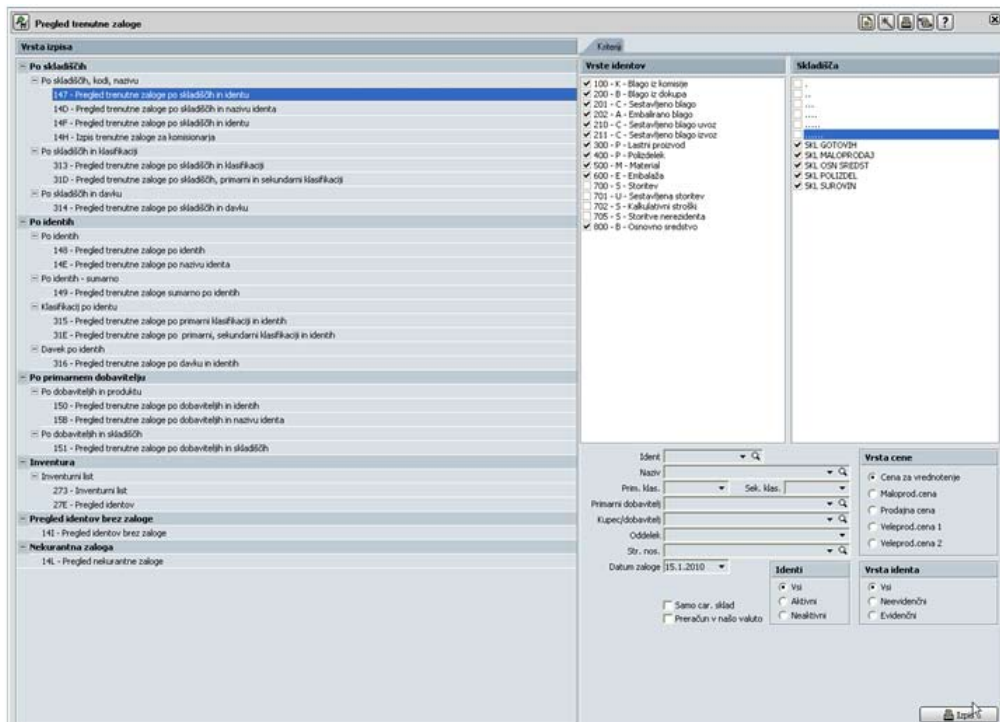 Pregled trenutne zaloge
Vrsta izpisa
Po skladiščih
Po skladiščih, kodi, nazivu
147 - Pregled trenutne zaloge po skladiščih in identu
14D - Pregled trenutne zaloge po skladiščih in nazivu identa
14F - Pregled trenutne zaloge po skladiščih in identu
14H - Izpis trenutne zaloge za komisionarja
Po skladiščih in klasifikaciji
313 - Pregled trenutne zaloge po skladiščih in klasifikaciji
31D - Pregled trenutne zaloge po skladiščih, primarni in sekundarni klasifikaciji
Po skladiščih in davku
314 - Pregled trenutne zaloge po skladiščih in davku
Po identih
Po identih
148 - Pregled trenutne zaloge po identih
14E - Pregled trenutne zaloge po nazivu identa
Po identih - sumarno
149 - Pregled trenutne zaloge sumarno po identih
Klasifikacij po identu
315 - Pregled trenutne zaloge po primarni klasifikaciji in identih
31E - Pregled trenutne zaloge po primarni, sekundarni klasifikaciji in identih
Davek po identih
316 - Pregled trenutne zaloge po davku in identih
Po primarnem dobavitelju
Po dobaviteljih in produktu
150 - Pregled trenutne zaloge po dobaviteljih in identih
15B - Pregled trenutne zaloge po dobaviteljih in nazivu identa
Po dobaviteljih in skladiščih
151 - Pregled trenutne zaloge po dobaviteljih in skladiščih
Inventura
Inventurni list
273 - Inventurni list
27E - Pregled identov
Pregled identov brez zaloge
14I - Pregled identov brez zaloge
Nekurantna zaloga
14L - Pregled nekurantne zaloge
Kriteriji
Vrste identov
100 - K - Blago iz komisije
200 - B - Blago iz dokupa
201 - C - Sestavljeno blago
202 - A - Embalirano blago
210 - C - Sestavljeno blago uvoz
211 - C - Sestavljeno blago izvoz
300 - P - Lastni proizvod
400 - P - Polizdelek
500 - M - Material
600 - E - Embalaža
700 - S - Storitev
701 - U - Sestavljena storitev
702 - S - Kalkulativni stroški
705 - S - Storitve nerezidenta
800 - B - Osnovno sredstvo
Skladišča
.
..
...
....
.....
......
SKL GOTOVIH
SKL MALOPRODAJ
SKL OSN SREDST
SKL POLIZDEL
SKL SUROVIN
Ident
Naziv
Prim. klas.
Sek. klas.
Primarni dobavitelj
Kupec/dobavitelj
Oddelek
Str. nos.
Datum zaloge 15.1.2010
Samo car. sklad
Preračun v našo valuto
Identi
Vsi
Aktivni
Neaktivni
Vrsta cene
Cena za vrednotenje
Maloprod.cena
Prodajna cena
Veleprod.cena 1
Veleprod.cena 2
Vrsta identa
Vsi
Neevidenčni
Evidenčni